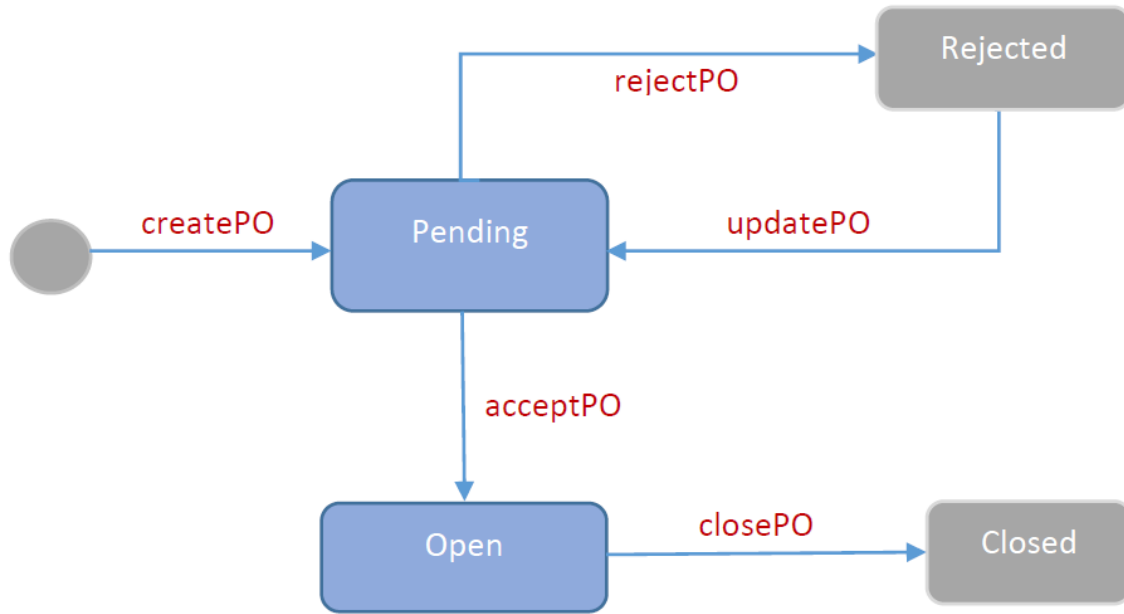 Rejected
rejectPO
createPO
Pending
updatePO
acceptPO
closePO
Open
Closed